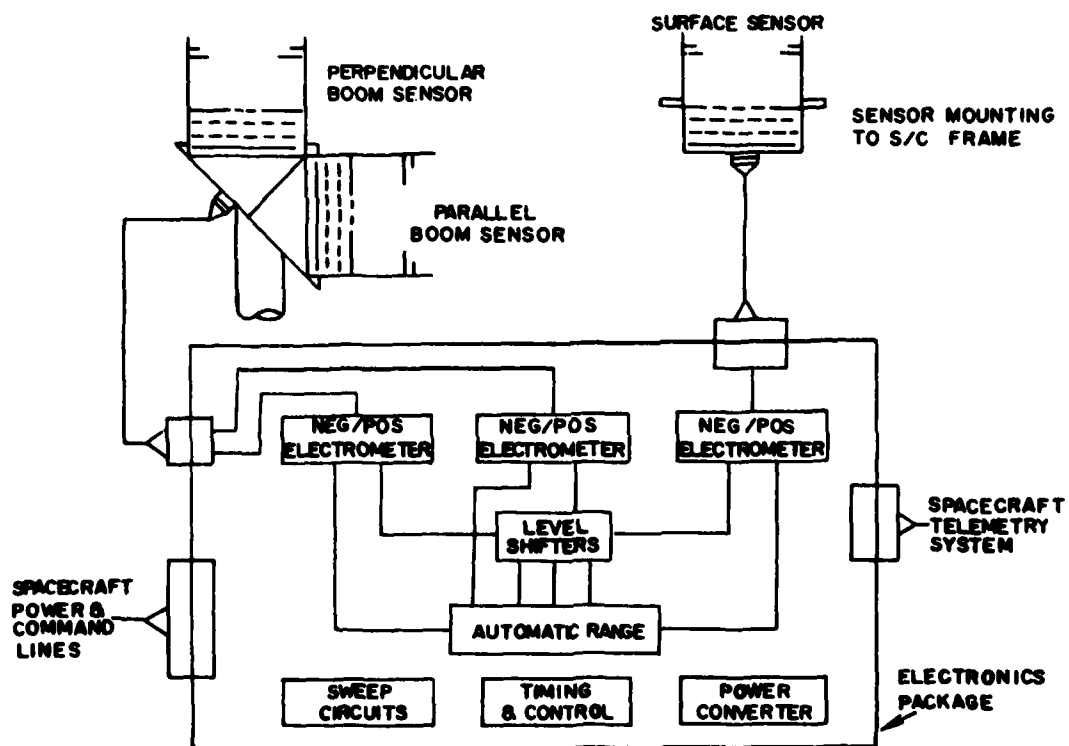 SURFACE SENSOR
PERPENDICULAR
BOOM SENSOR
SENSOR MOUNTING
TO S/C FRAME
PARALLEL
BOOM SENSOR
NEG/POS
ELECTROMETER
NEG/POS
ELECTROMETER
NEG/POS
ELECTROMETER
LEVEL
SHIFTERS
SPACECRAFT
TELEMETRY
SYSTEM
SPACECRAFT
POWER &
COMMAND
LINES
AUTOMATIC RANGE
SWEEP
CIRCUITS
TIMING
& CONTROL
POWER
CONVERTER
ELECTRONICS
PACKAGE